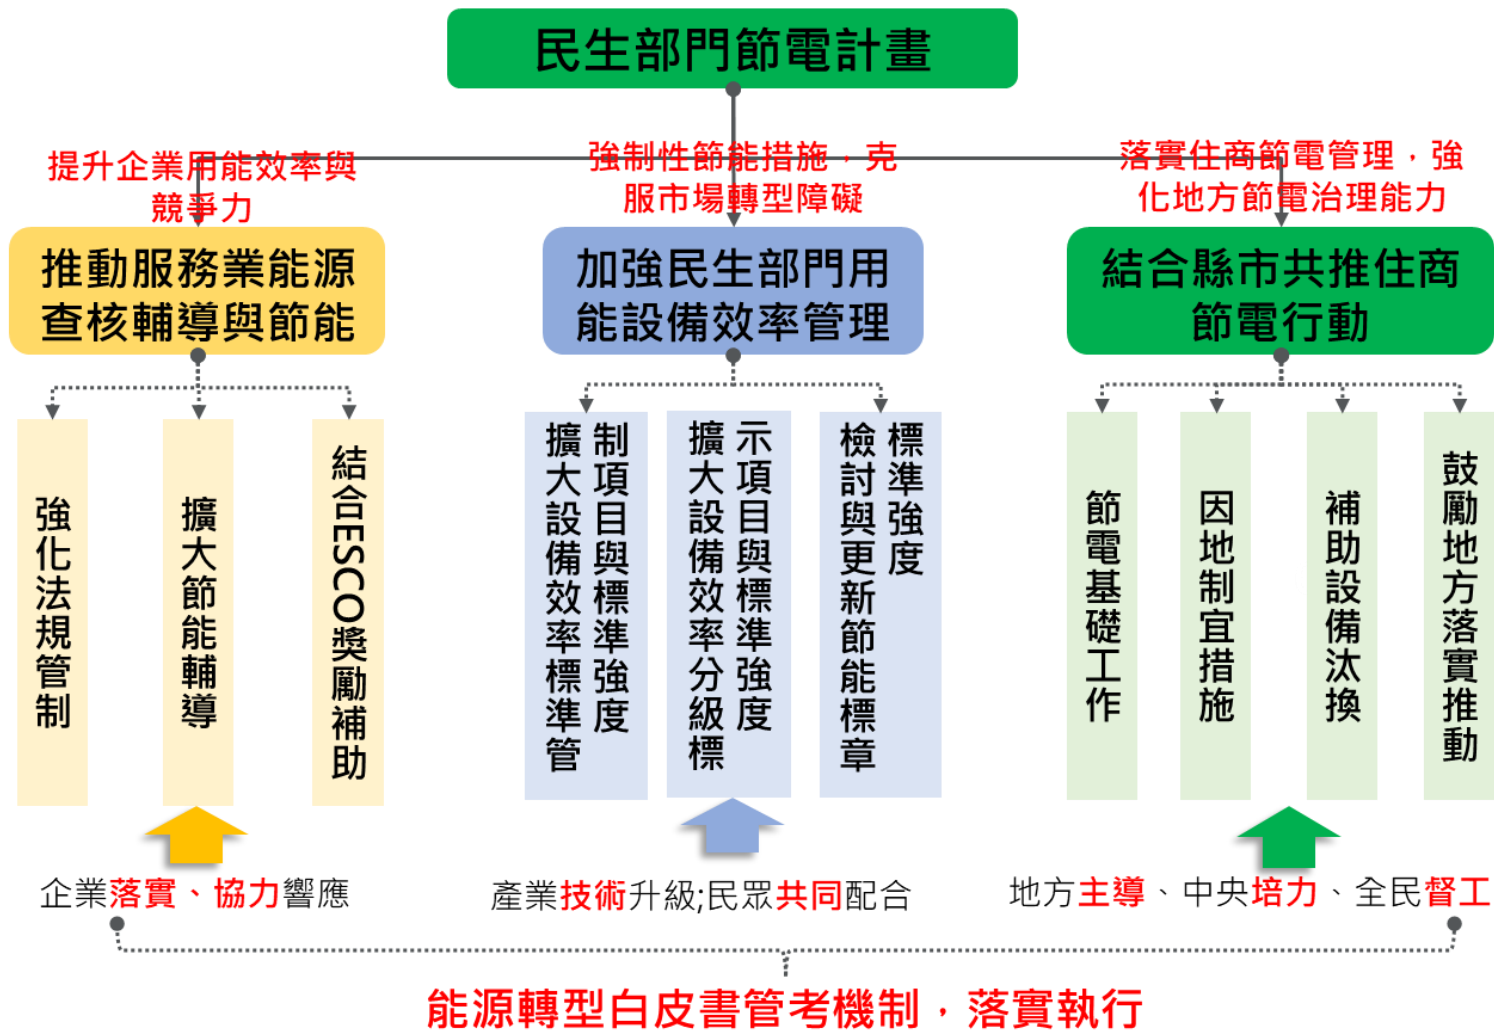 民生部門節電計畫
提升企業用能效率與
競爭力
強制性節能措施，克
服市場轉型障礙
落實住商節電管理，強
化地方節電治理能力
推動服務業能源
查核輔導與節能
加強民生部門用
能設備效率管理
結合縣市共推住商
節電行動
強化法規管制
擴大節能輔導
結合ESCO獎勵補助
擴大設備效率標準管
制項目與標準強度
擴大設備效率分級標
示項目與標準強度
檢討與更新節能標章
標準強度
節電基礎工作
因地制宜措施
補助設備汰換
鼓勵地方落實推動
企業落實、協力響應
產業技術升級;民眾共同配合
地方主導、中央培力、全民督工
能源轉型白皮書管考機制，落實執行